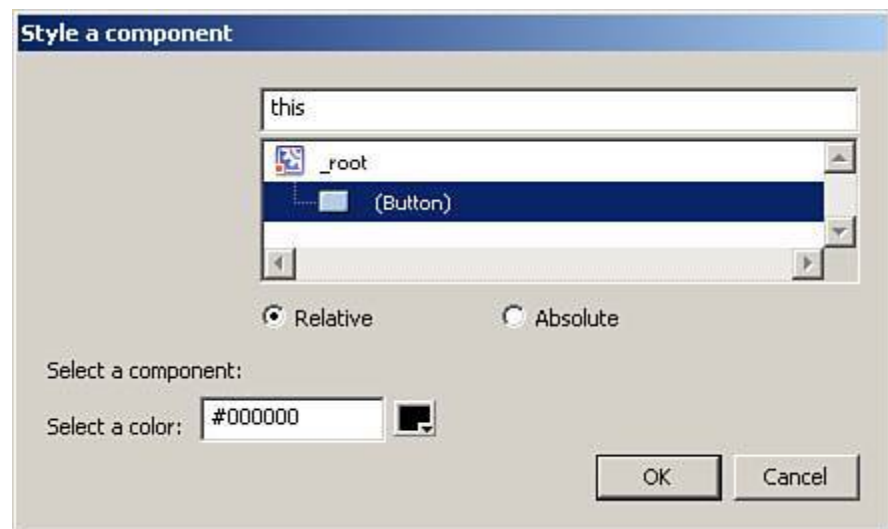 Style a component
this
_root
(Button)
Relative Absolute
Select a component:
Select a color: #000000
OK Cancel